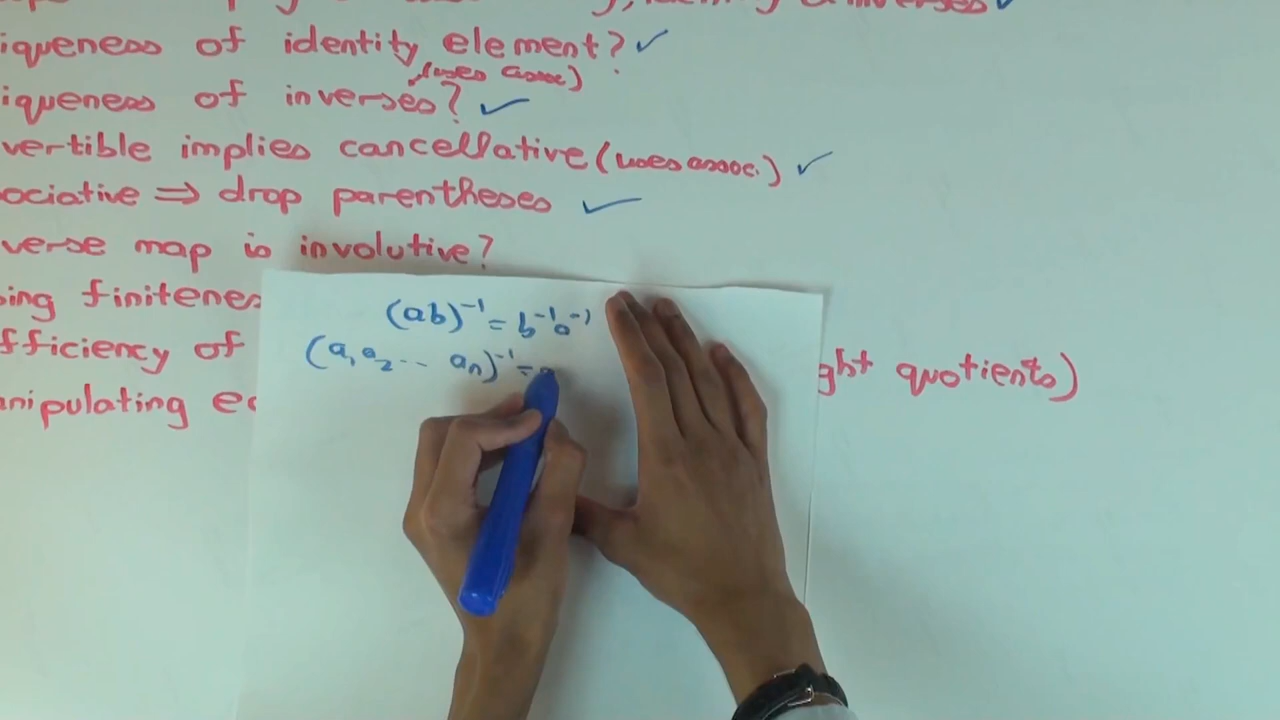 iqueness of identity element? ✓
(uses assoc)
iqueness of inverses? ✓
vertible implies cancellative (uses assoc.) ✓
ociative ⇒ drop parentheses ✓
verse map is involutive?
ing finitenes
(ab)⁻¹ = b⁻¹a⁻¹
fficiency of
(a₁a₂... aₙ)⁻¹ =
ght quotients)
nipulating eq